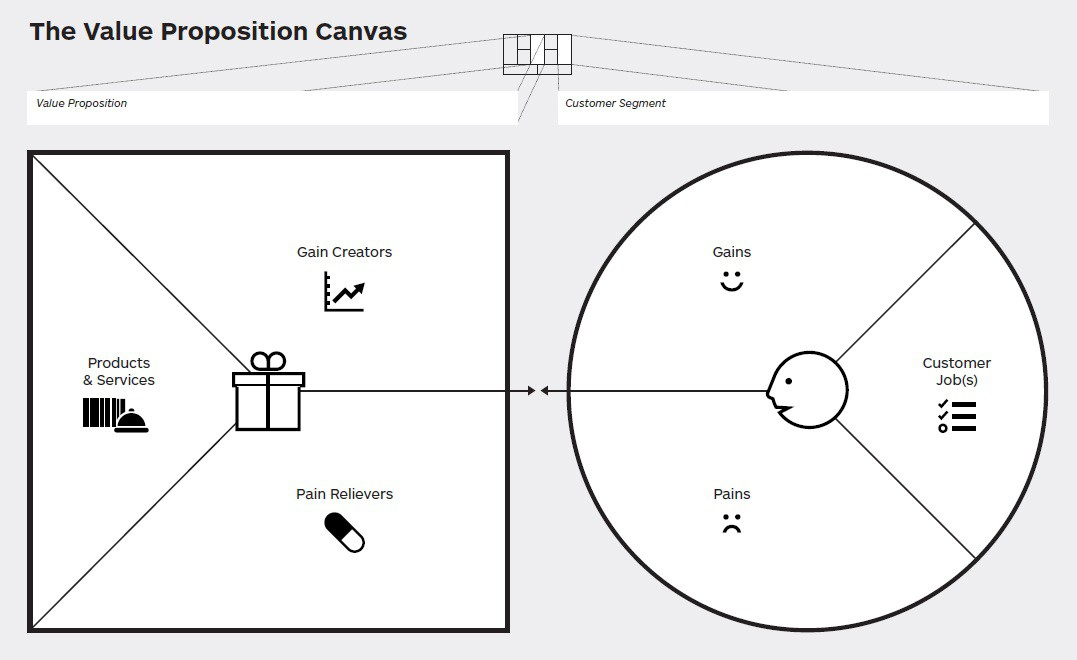 The Value Proposition Canvas
Value Proposition
Customer Segment
Gain Creators
Products
& Services
Pain Relievers
Gains
Customer
Job(s)
Pains